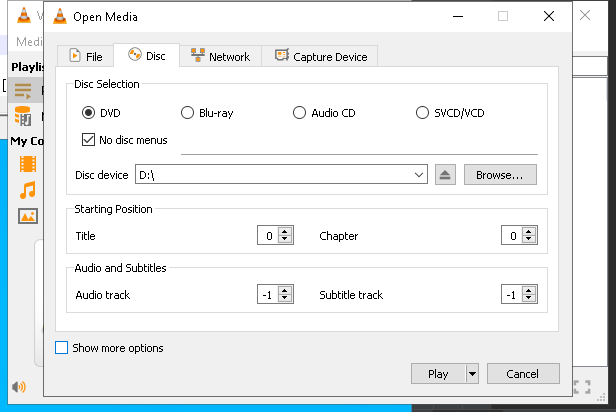 Open Media
Medi
File
Disc
Network
Capture Device
Playlis
Disc Selection
DVD
Blu-ray
Audio CD
SVCD/VCD
No disc menus
My Co
Disc device
D:\
Browse...
Starting Position
Title
0
Chapter
0
Audio and Subtitles
Audio track
-1
Subtitle track
-1
Show more options
Play
Cancel